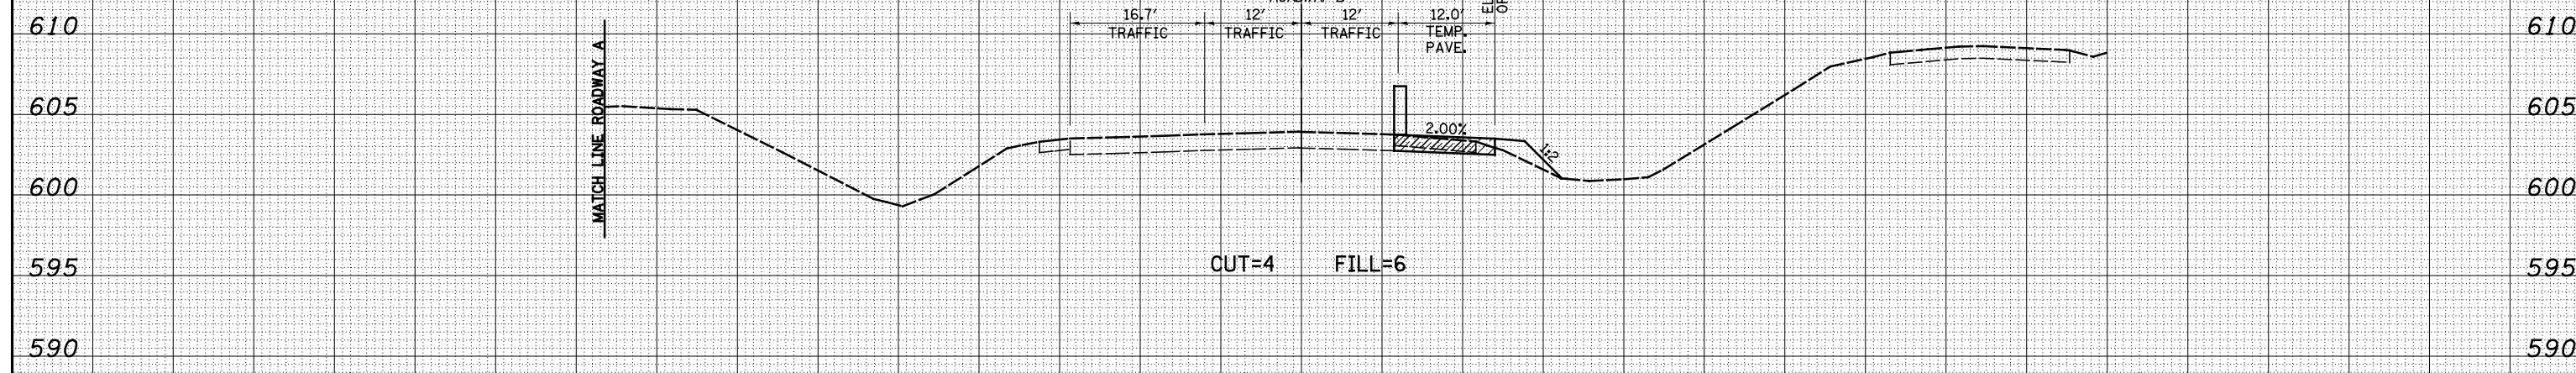 16.7' 12' 12' 12.0'
TRAFFIC TRAFFIC TRAFFIC TEMP.
PAVE.
610 610
MATCH LINE ROADWAY A
605 605
2.00%
1:2
600 600
CUT=4 FILL=6
595 595
590 590